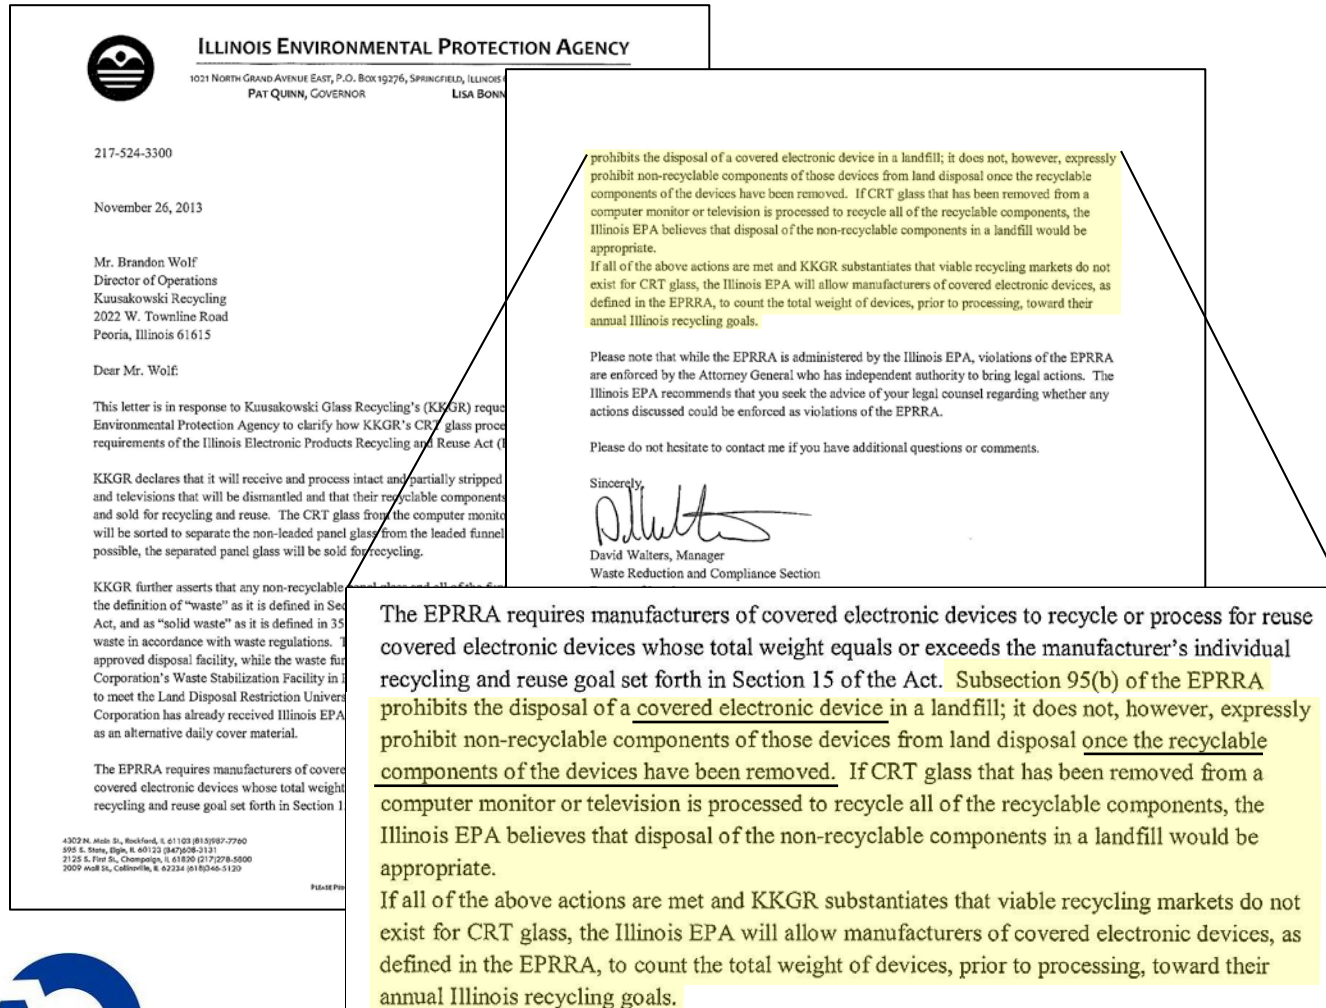 ILLINOIS ENVIRONMENTAL PROTECTION AGENCY
1021 NORTH GRAND AVENUE EAST, P.O. BOX 19276, SPRINGFIELD, ILLINOIS
PAT QUINN, GOVERNOR LISA BONN
217-524-3300
November 26, 2013
Mr. Brandon Wolf
Director of Operations
Kuusakowski Recycling
2022 W. Townline Road
Peoria, Illinois 61615
Dear Mr. Wolf:
This letter is in response to Kuusakowski Glass Recycling's (KKGR) reque
Environmental Protection Agency to clarify how KKGR's CRT glass proce
requirements of the Illinois Electronic Products Recycling and Reuse Act (
KKGR declares that it will receive and process intact and partially stripped
and televisions that will be dismantled and that their recyclable components
and sold for recycling and reuse. The CRT glass from the computer monito
will be sorted to separate the non-leaded panel glass from the leaded funnel
possible, the separated panel glass will be sold for recycling.
KKGR further asserts that any non-recyclable panel glass and all of the fun
the definition of "waste" as it is defined in Sec
Act, and as "solid waste" as it is defined in 35
waste in accordance with waste regulations. T
approved disposal facility, while the waste fun
Corporation's Waste Stabilization Facility in
to meet the Land Disposal Restriction Univers
Corporation has already received Illinois EPA
as an alternative daily cover material.
The EPRRA requires manufacturers of covere
covered electronic devices whose total weight
recycling and reuse goal set forth in Section 1
4302 N. Main St., Rockford, IL 61103 (815)987-7760
595 S. State, Elgin, IL 60123 (847)608-3131
2125 S. First St., Champaign, IL 61820 (217)278-5800
2009 Mall St., Collinsville, IL 62234 (618)346-5120
PLEASE PRI
prohibits the disposal of a covered electronic device in a landfill; it does not, however, expressly
prohibit non-recyclable components of those devices from land disposal once the recyclable
components of the devices have been removed. If CRT glass that has been removed from a
computer monitor or television is processed to recycle all of the recyclable components, the
Illinois EPA believes that disposal of the non-recyclable components in a landfill would be
appropriate.
If all of the above actions are met and KKGR substantiates that viable recycling markets do not
exist for CRT glass, the Illinois EPA will allow manufacturers of covered electronic devices, as
defined in the EPRRA, to count the total weight of devices, prior to processing, toward their
annual Illinois recycling goals.
Please note that while the EPRRA is administered by the Illinois EPA, violations of the EPRRA
are enforced by the Attorney General who has independent authority to bring legal actions. The
Illinois EPA recommends that you seek the advice of your legal counsel regarding whether any
actions discussed could be enforced as violations of the EPRRA.
Please do not hesitate to contact me if you have additional questions or comments.
Sincerely,
David Walters, Manager
Waste Reduction and Compliance Section
The EPRRA requires manufacturers of covered electronic devices to recycle or process for reuse
covered electronic devices whose total weight equals or exceeds the manufacturer's individual
recycling and reuse goal set forth in Section 15 of the Act. Subsection 95(b) of the EPRRA
prohibits the disposal of a covered electronic device in a landfill; it does not, however, expressly
prohibit non-recyclable components of those devices from land disposal once the recyclable
components of the devices have been removed. If CRT glass that has been removed from a
computer monitor or television is processed to recycle all of the recyclable components, the
Illinois EPA believes that disposal of the non-recyclable components in a landfill would be
appropriate.
If all of the above actions are met and KKGR substantiates that viable recycling markets do not
exist for CRT glass, the Illinois EPA will allow manufacturers of covered electronic devices, as
defined in the EPRRA, to count the total weight of devices, prior to processing, toward their
annual Illinois recycling goals.